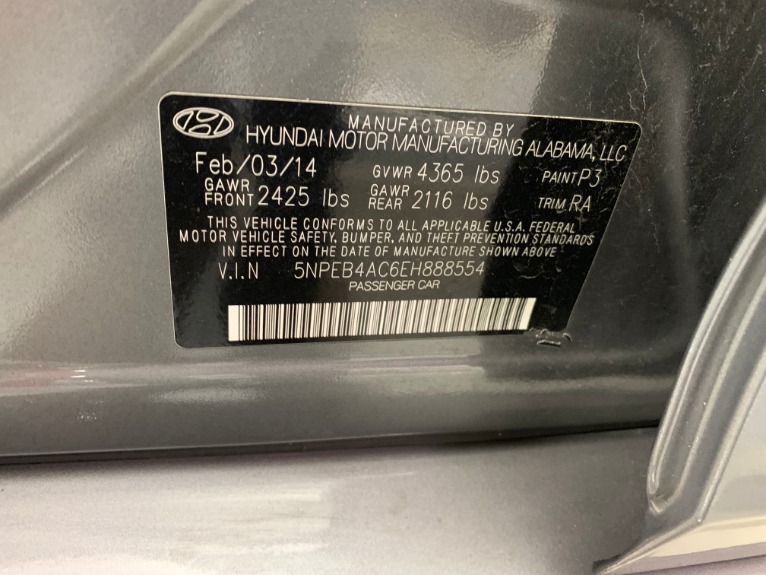 MANUFACTURED BY
HYUNDAI MOTOR MANUFACTURING ALABAMA, LLC
Feb/03/14 GVWR 4365 lbs PAINT P3
GAWR FRONT 2425 lbs GAWR REAR 2116 lbs TRIM RA
THIS VEHICLE CONFORMS TO ALL APPLICABLE U.S.A. FEDERAL
MOTOR VEHICLE SAFETY, BUMPER, AND THEFT PREVENTION STANDARDS
IN EFFECT ON THE DATE OF MANUFACTURE SHOWN ABOVE
V.I.N 5NPEB4AC6EH888554
PASSENGER CAR